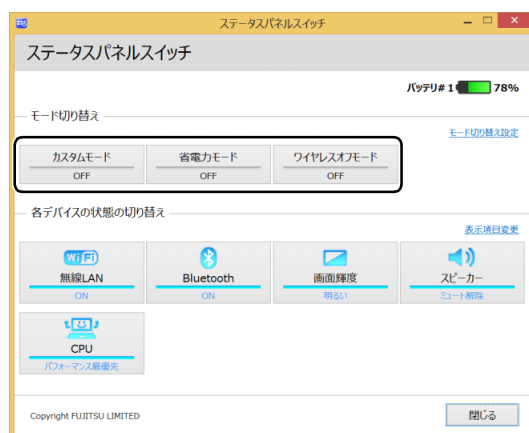 ステータスパネルスイッチ
ステータスパネルスイッチ
バッテリ#1 78%
モード切り替え
モード切り替え設定
カスタムモード 省電力モード ワイヤレスオフモード
OFF OFF OFF
各デバイスの状態の切り替え
表示項目変更
WiFi
無線LAN Bluetooth 画面輝度 スピーカー
ON ON 明るい ミュート解除
CPU
パフォーマンス最優先
Copyright FUJITSU LIMITED 閉じる